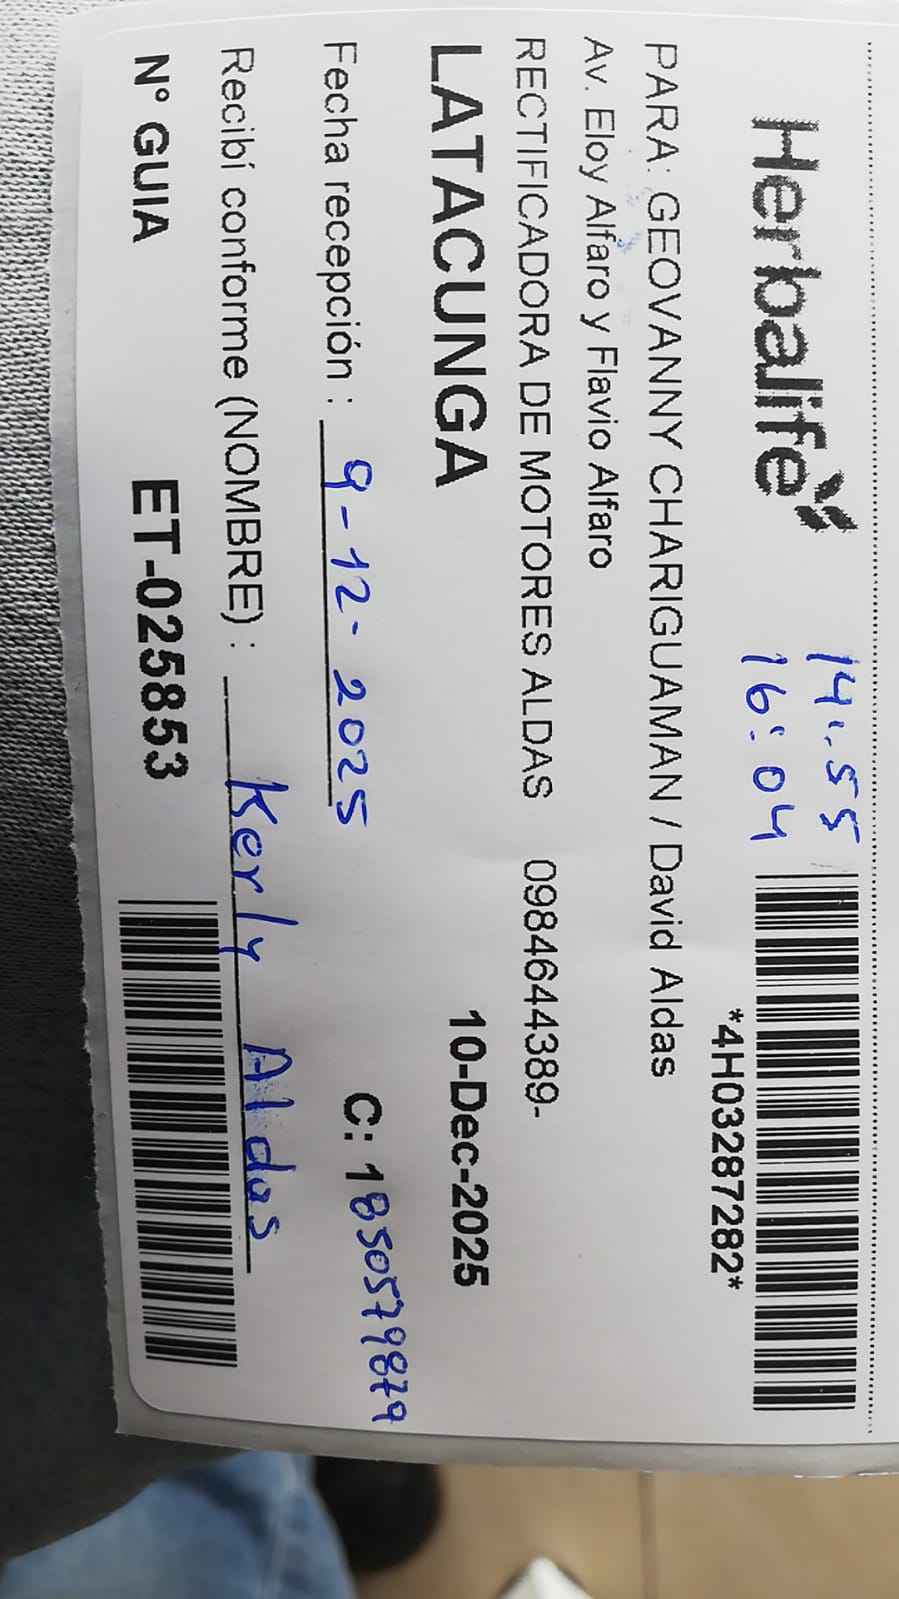 Herbalife
14:55
16:04
*4H03287282*
PARA: GEOVANNY CHARIGUAMAN / David Aldas
Av. Eloy Alfaro y Flavio Alfaro
RECTIFICADORA DE MOTORES ALDAS 0984644389-
LATACUNGA 10-Dec-2025
Fecha recepción : 9-12-2025 C: 1850579879
Recibí conforme (NOMBRE) : Kerly Aldas
N° GUIA ET-025853